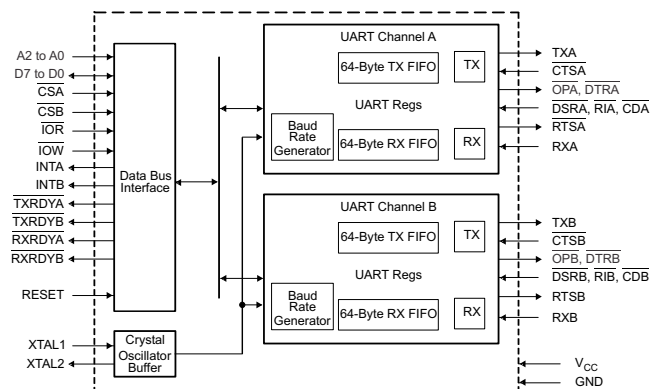 A2 to A0
D7 to D0
CSA
CSB
IOR
IOW
INTA
INTB
TXRDYA
TXRDYB
RXRDYA
RXRDYB
RESET
XTAL1
XTAL2
Data Bus
Interface
Crystal
Oscillator
Buffer
UART Channel A
64-Byte TX FIFO
TX
UART Regs
Baud
Rate
Generator
64-Byte RX FIFO
RX
TXA
CTSA
OPA, DTRA
DSRA, RIA, CDA
RTSA
RXA
UART Channel B
64-Byte TX FIFO
TX
UART Regs
Baud
Rate
Generator
64-Byte RX FIFO
RX
TXB
CTSB
OPB, DTRB
DSRB, RIB, CDB
RTSB
RXB
VCC
GND